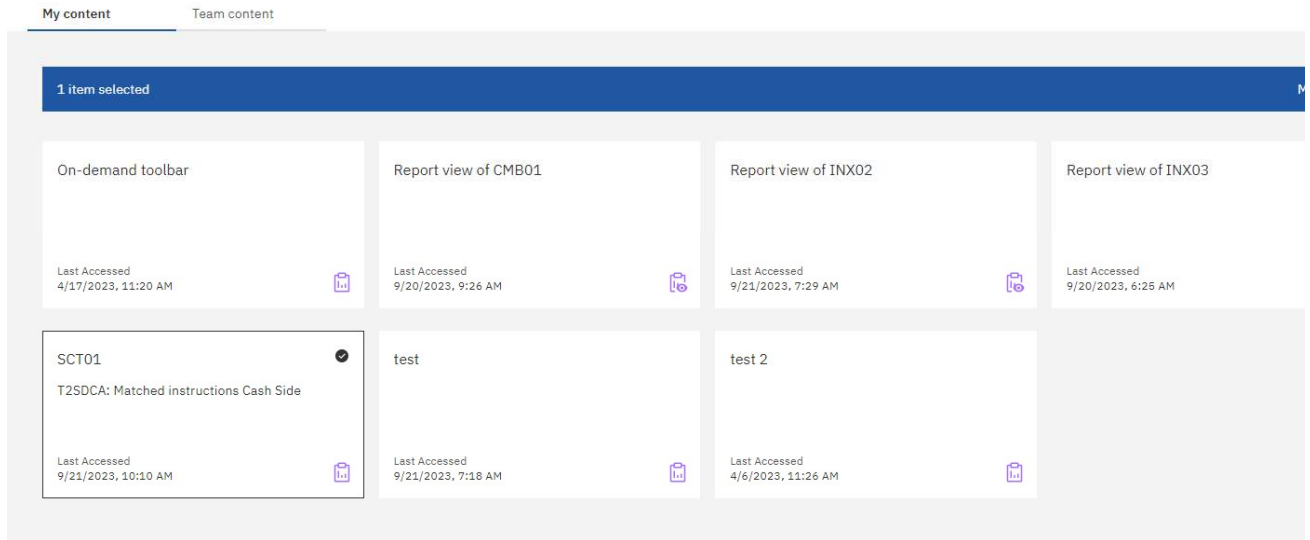 My content
Team content
1 item selected
M
On-demand toolbar
Last Accessed
4/17/2023, 11:20 AM
Report view of CMB01
Last Accessed
9/20/2023, 9:26 AM
Report view of INX02
Last Accessed
9/21/2023, 7:29 AM
Report view of INX03
Last Accessed
9/20/2023, 6:25 AM
SCT01
T2SDCA: Matched instructions Cash Side
Last Accessed
9/21/2023, 10:10 AM
test
Last Accessed
9/21/2023, 7:18 AM
test 2
Last Accessed
4/6/2023, 11:26 AM